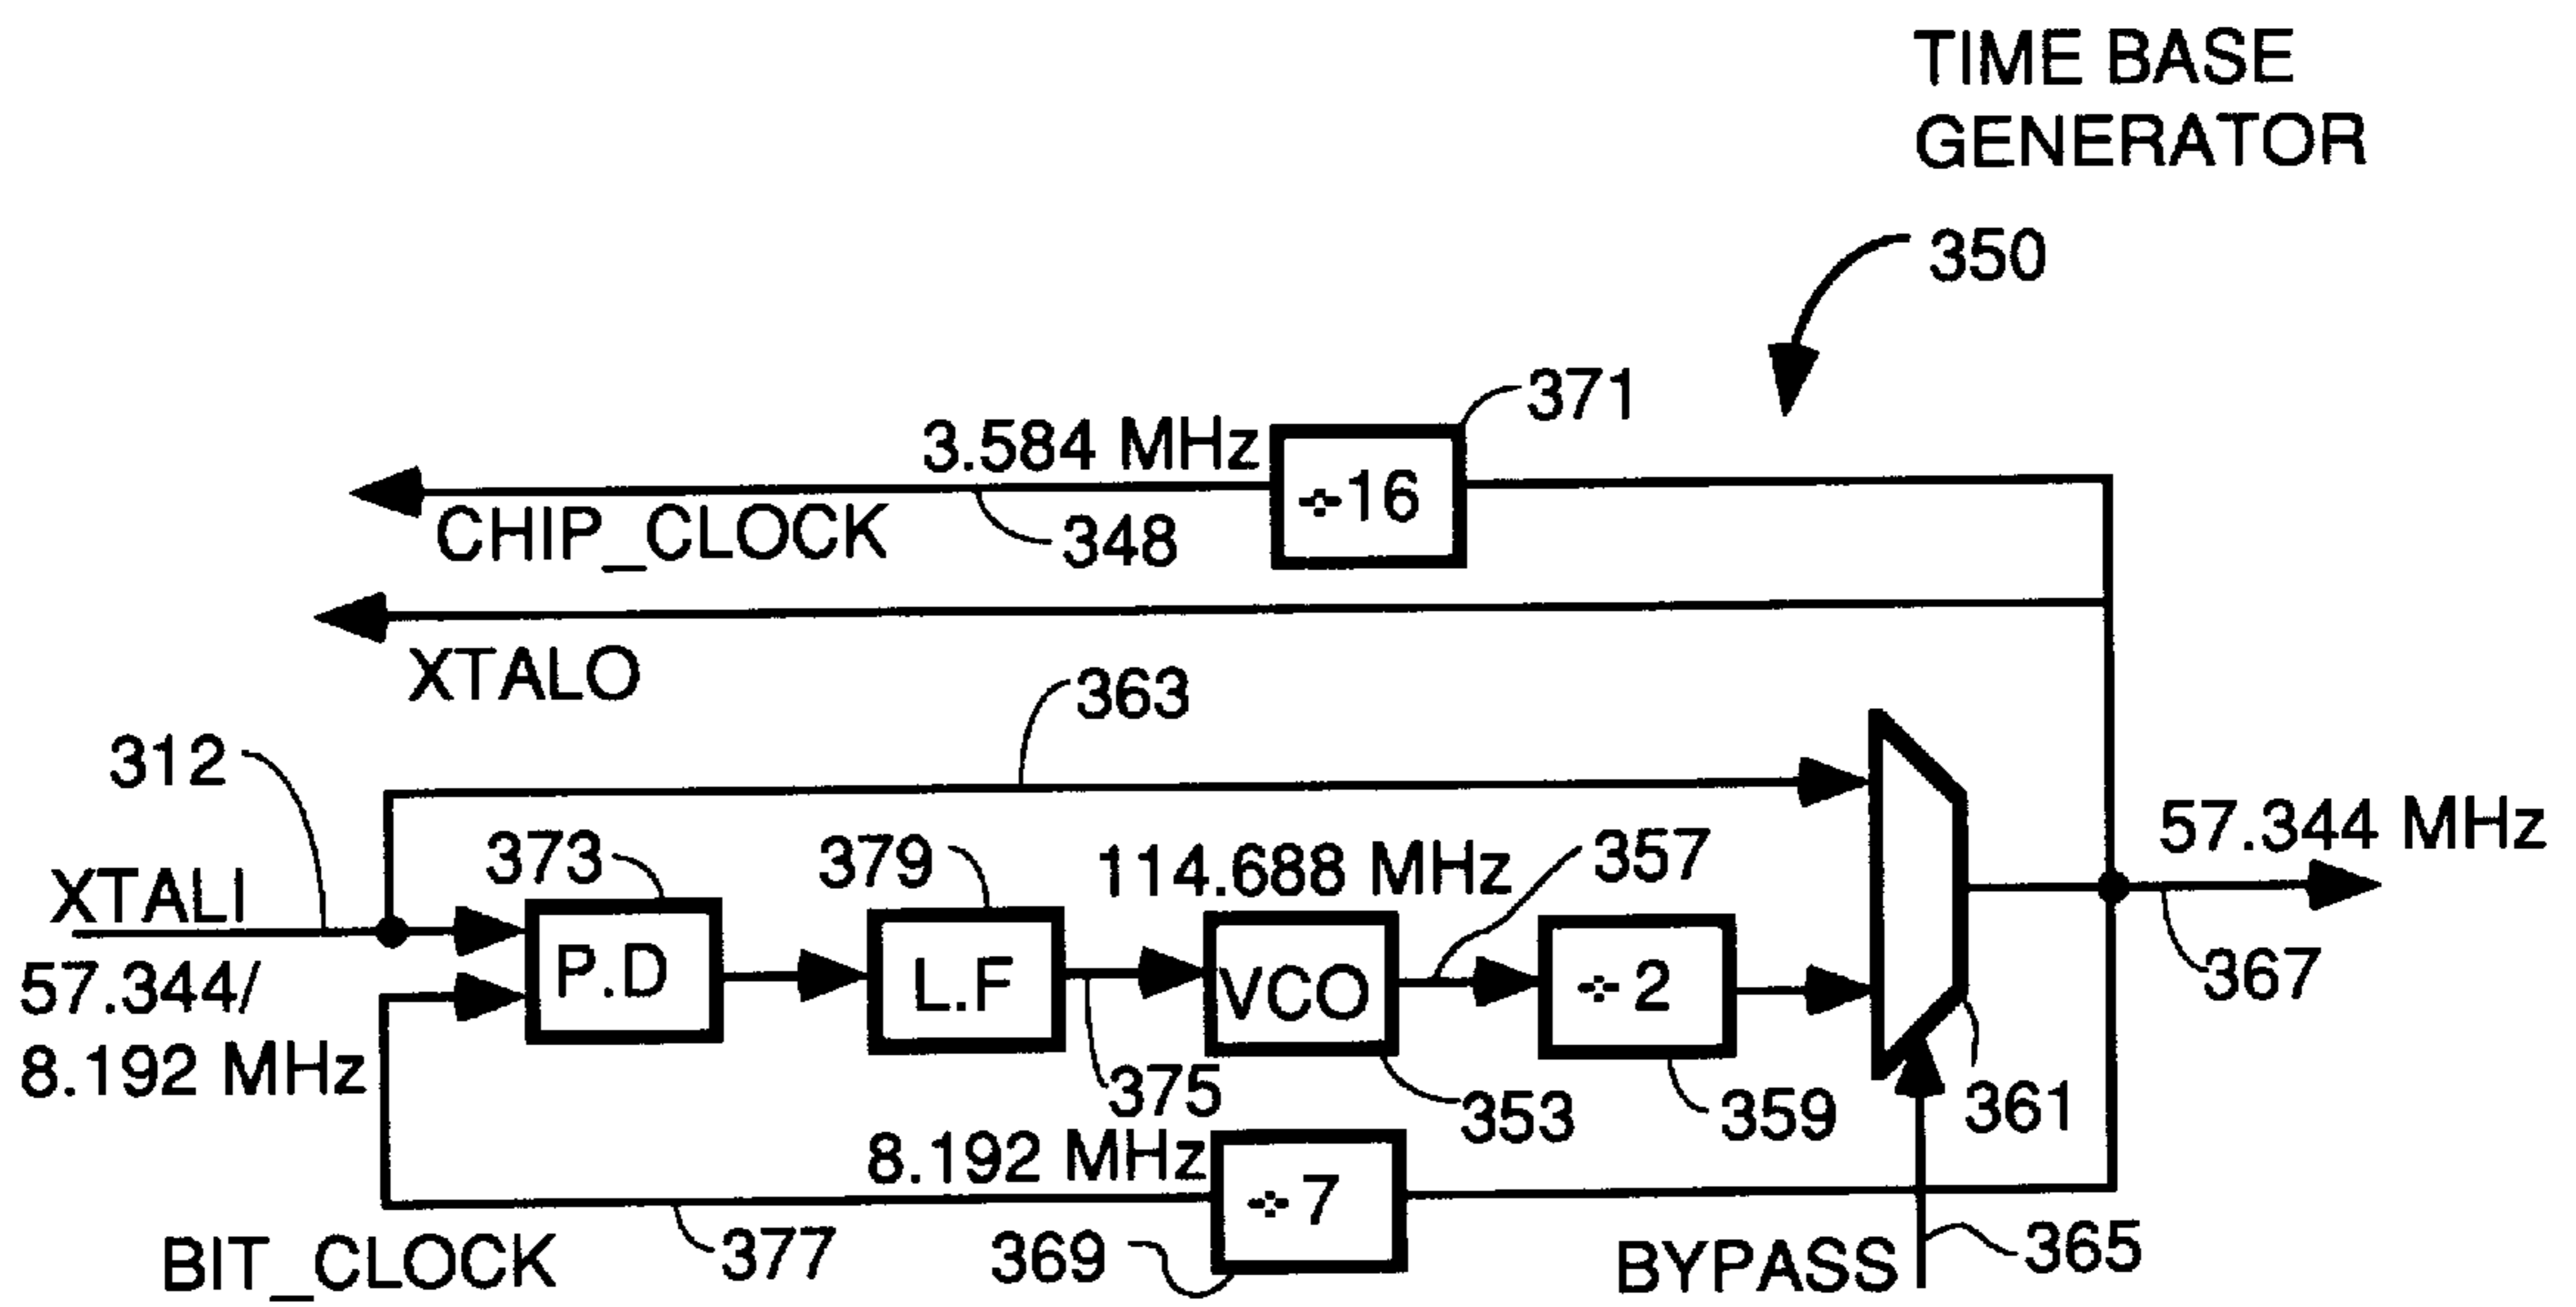 TIME BASE
GENERATOR
350
371
3.584 MHz
÷16
CHIP_CLOCK
348
XTALO
363
312
57.344 MHz
373
379
114.688 MHz
357
XTALI
P.D
L.F
VCO
÷2
367
57.344/
8.192 MHz
375
353
359
361
8.192 MHz
÷7
BIT_CLOCK
377
369
BYPASS
365